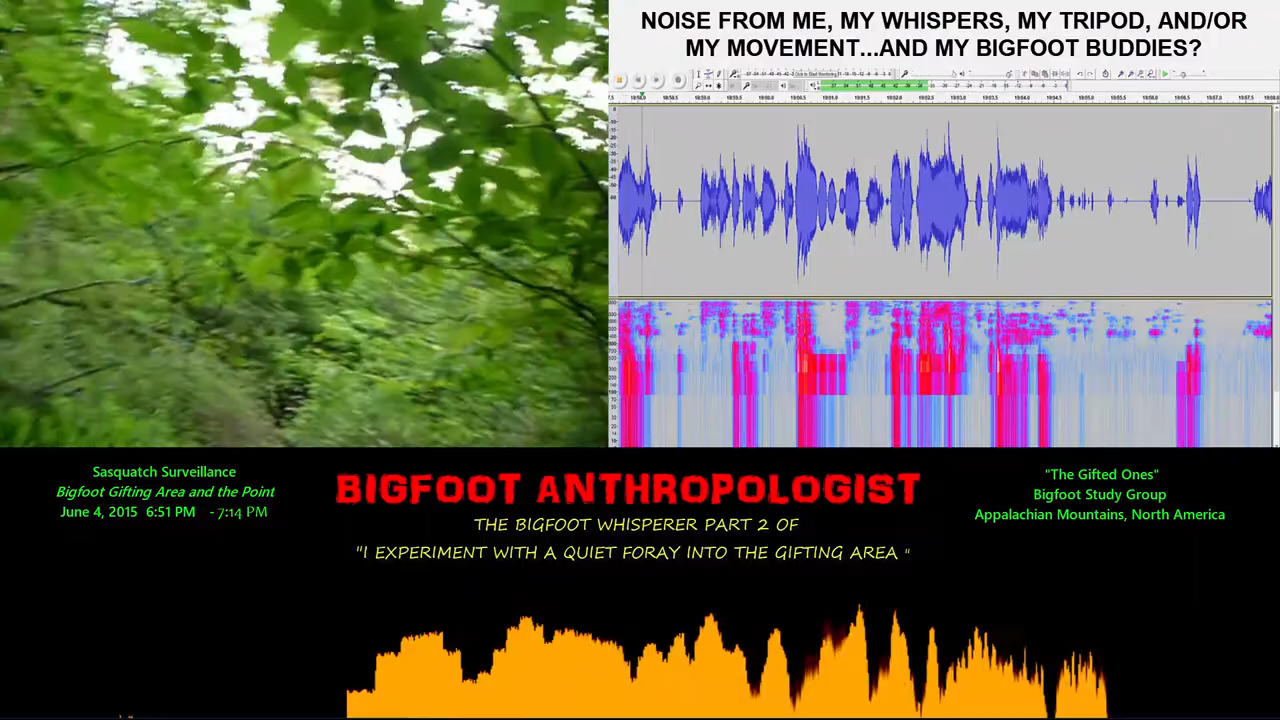 NOISE FROM ME, MY WHISPERS, MY TRIPOD, AND/OR
MY MOVEMENT...AND MY BIGFOOT BUDDIES?
Sasquatch Surveillance
Bigfoot Gifting Area and the Point
June 4, 2015 6:51 PM - 7:14 PM
BIGFOOT ANTHROPOLOGIST
THE BIGFOOT WHISPERER PART 2 OF
"I EXPERIMENT WITH A QUIET FORAY INTO THE GIFTING AREA "
"The Gifted Ones"
Bigfoot Study Group
Appalachian Mountains, North America